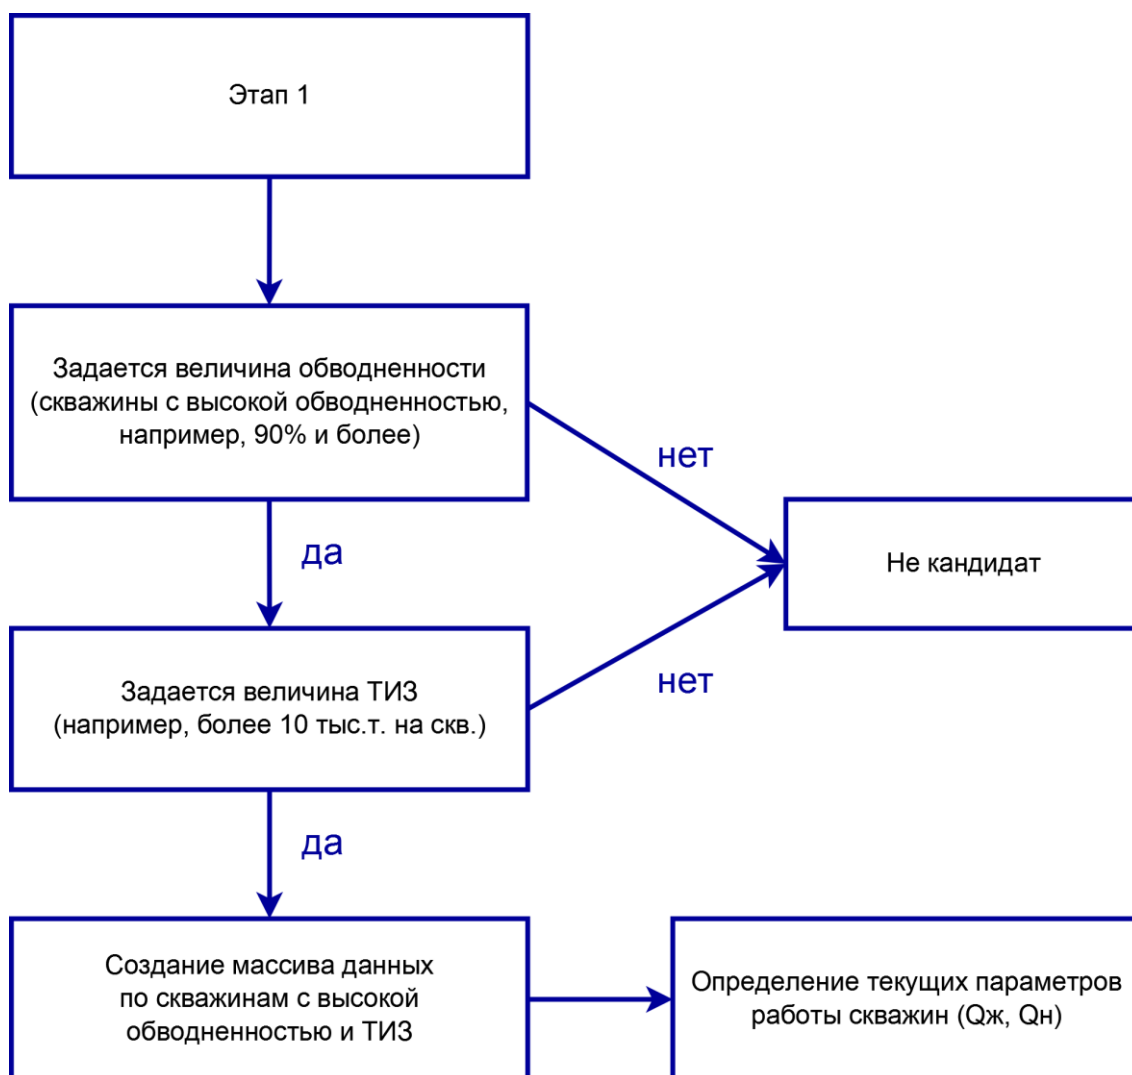 Этап 1
Задается величина обводненности
(скважины с высокой обводненностью,
например, 90% и более)
нет
да
Не кандидат
Задается величина ТИЗ
(например, более 10 тыс.т. на скв.)
нет
да
Создание массива данных
по скважинам с высокой
обводненностью и ТИЗ
Определение текущих параметров
работы скважин (Qж, Qн)